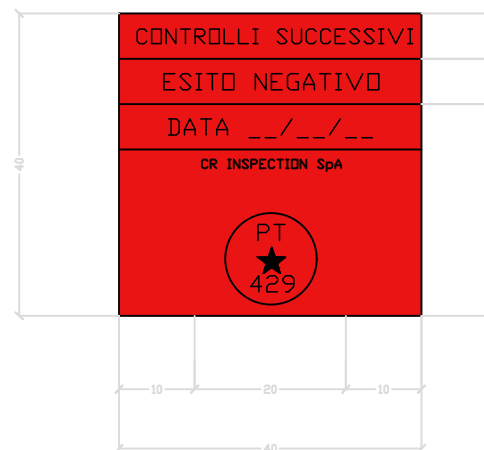 CONTROLLI SUCCESSIVI
ESITO NEGATIVO
DATA __/__/__
CR INSPECTION SpA
PT
429
40
10
20
10
40